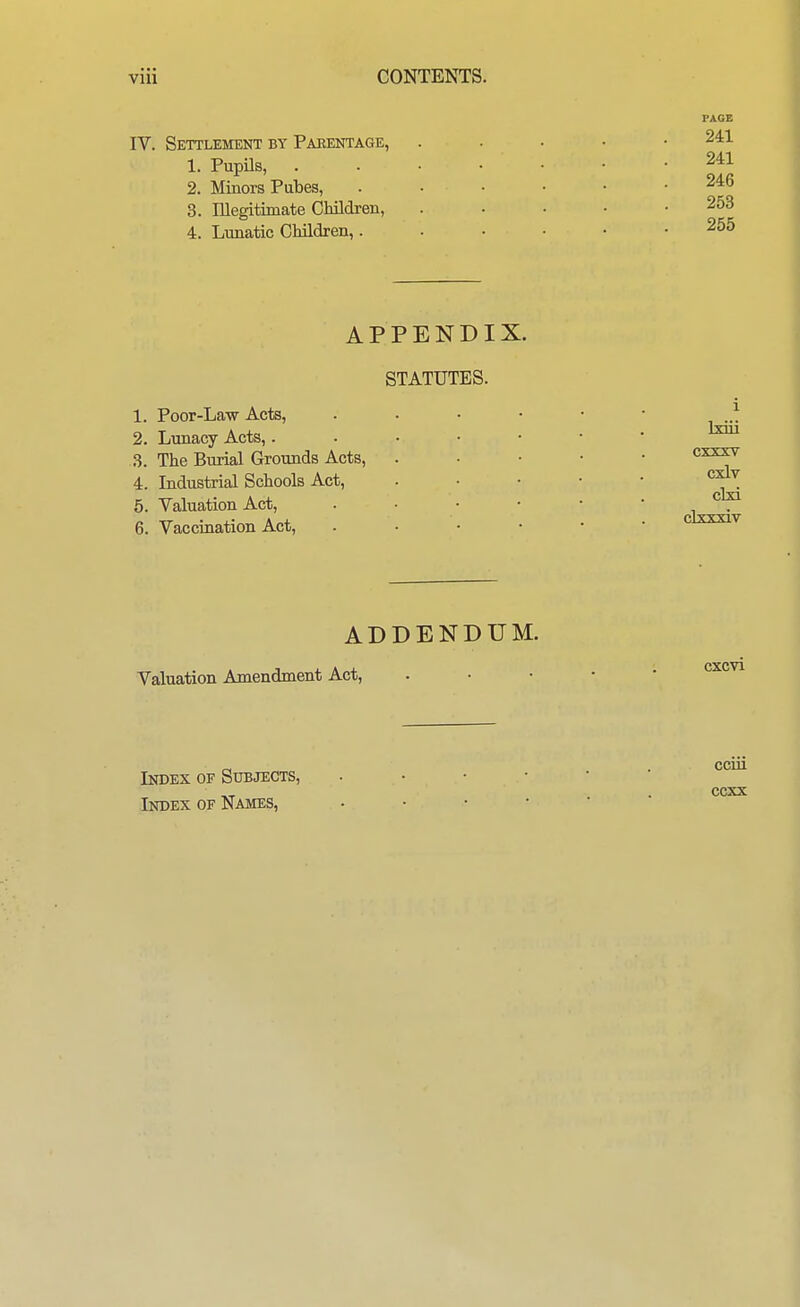 viii CONTENTS.
PAGE
IV. SETTLEMENT BY PARENTAGE, . . . . . 241
1. Pupils, . . . . . . . 241
2. Minors Pubes, . . . . . . 246
3. Illegitimate Children, . . . . . 253
4. Lunatic Children, . . . . . . 255
APPENDIX.
STATUTES.
1. Poor-Law Acts, . . . . . . i
2. Lunacy Acts, . . . . . . . lxiii
3. The Burial Grounds Acts, . . . . . cxxxv
4. Industrial Schools Act, . . . . . cxlv
5. Valuation Act, . . . . . . clxi
6. Vaccination Act, . . . . . . clxxxiv
ADDENDUM.
Valuation Amendment Act, . . . . . cxcvi
INDEX OF SUBJECTS, . . . . . . cciii
INDEX OF NAMES, . . . . . . ccxx